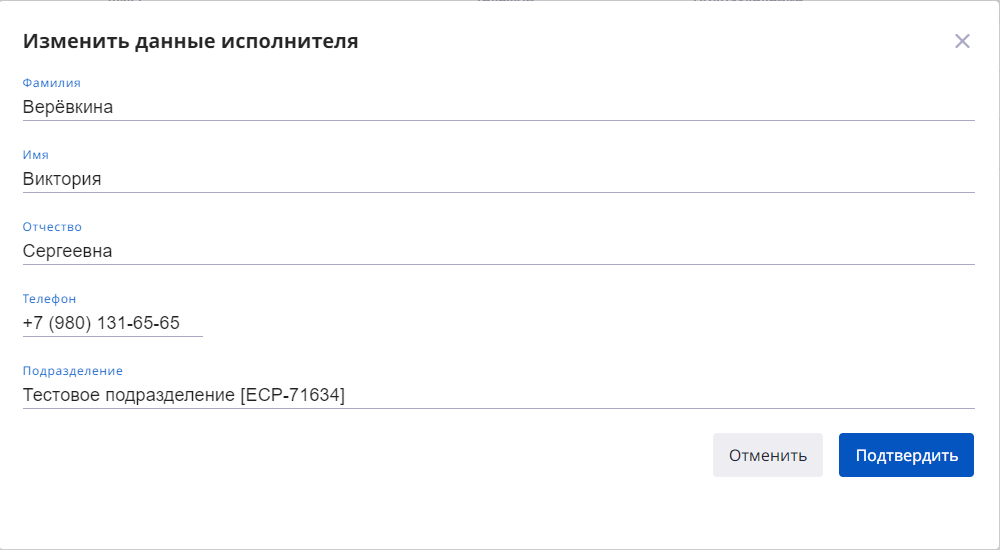 Изменить данные исполнителя
Фамилия
Верёвкина
Имя
Виктория
Отчество
Сергеевна
Телефон
+7 (980) 131-65-65
Подразделение
Тестовое подразделение [ECP-71634]
Отменить
Подтвердить